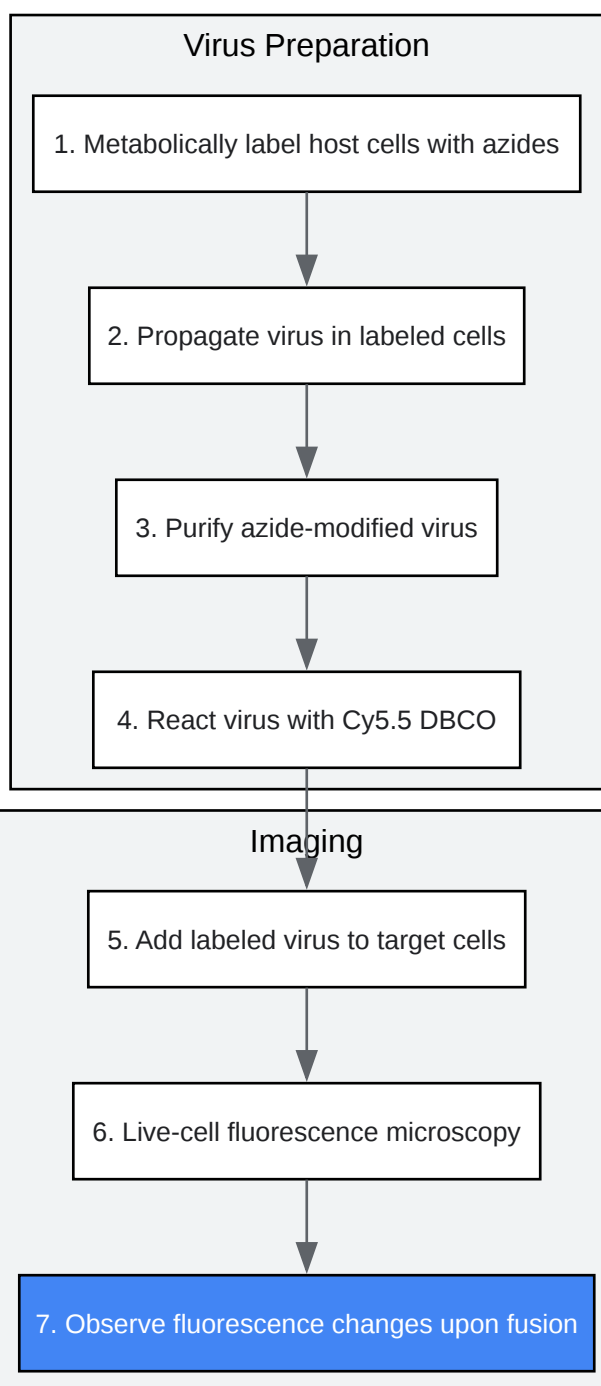 Virus Preparation
1. Metabolically label host cells with azides
2. Propagate virus in labeled cells
3. Purify azide-modified virus
4. React virus with Cy5.5 DBCO
Imaging
5. Add labeled virus to target cells
6. Live-cell fluorescence microscopy
7. Observe fluorescence changes upon fusion